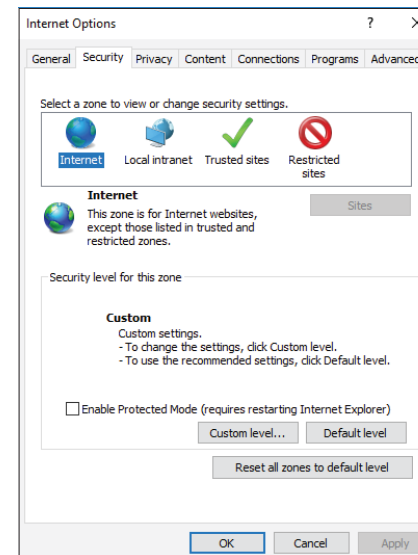 Internet Options ?
General Security Privacy Content Connections Programs Advanced
Select a zone to view or change security settings.
Internet Local intranet Trusted sites Restricted
sites
Internet
Sites
This zone is for Internet websites,
except those listed in trusted and
restricted zones.
Security level for this zone
Custom
Custom settings.
- To change the settings, click Custom level.
- To use the recommended settings, click Default level.
Enable Protected Mode (requires restarting Internet Explorer)
Custom level... Default level
Reset all zones to default level
OK Cancel Apply